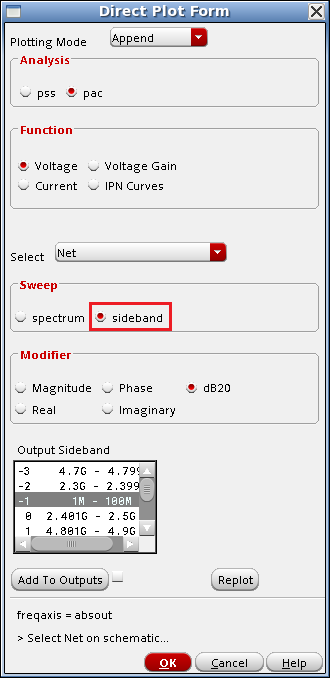 Direct Plot Form
Plotting Mode Append
Analysis
pss pac
Function
Voltage Voltage Gain
Current IPN Curves
Select Net
Sweep
spectrum sideband
Modifier
Magnitude Phase dB20
Real Imaginary
Output Sideband
-3 4.7G - 4.799
-2 2.3G - 2.399
-1 1M - 100M
0 2.401G - 2.5G
1 4.801G - 4.9G
Add To Outputs Replot
freqaxis = absout
> Select Net on schematic...
OK Cancel Help